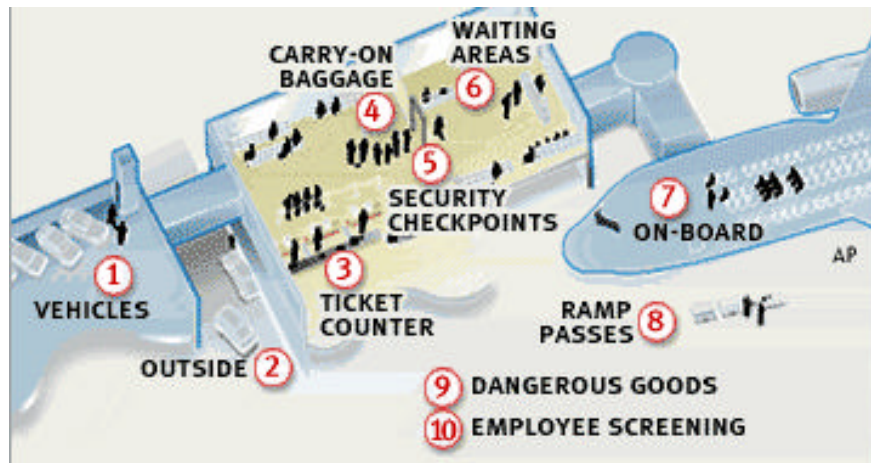 CARRY-ON
BAGGAGE
4
WAITING
AREAS
6
5
SECURITY
CHECKPOINTS
7
ON-BOARD
1
VEHICLES
3
TICKET
COUNTER
AP
RAMP
PASSES 8
OUTSIDE 2
9 DANGEROUS GOODS
10 EMPLOYEE SCREENING